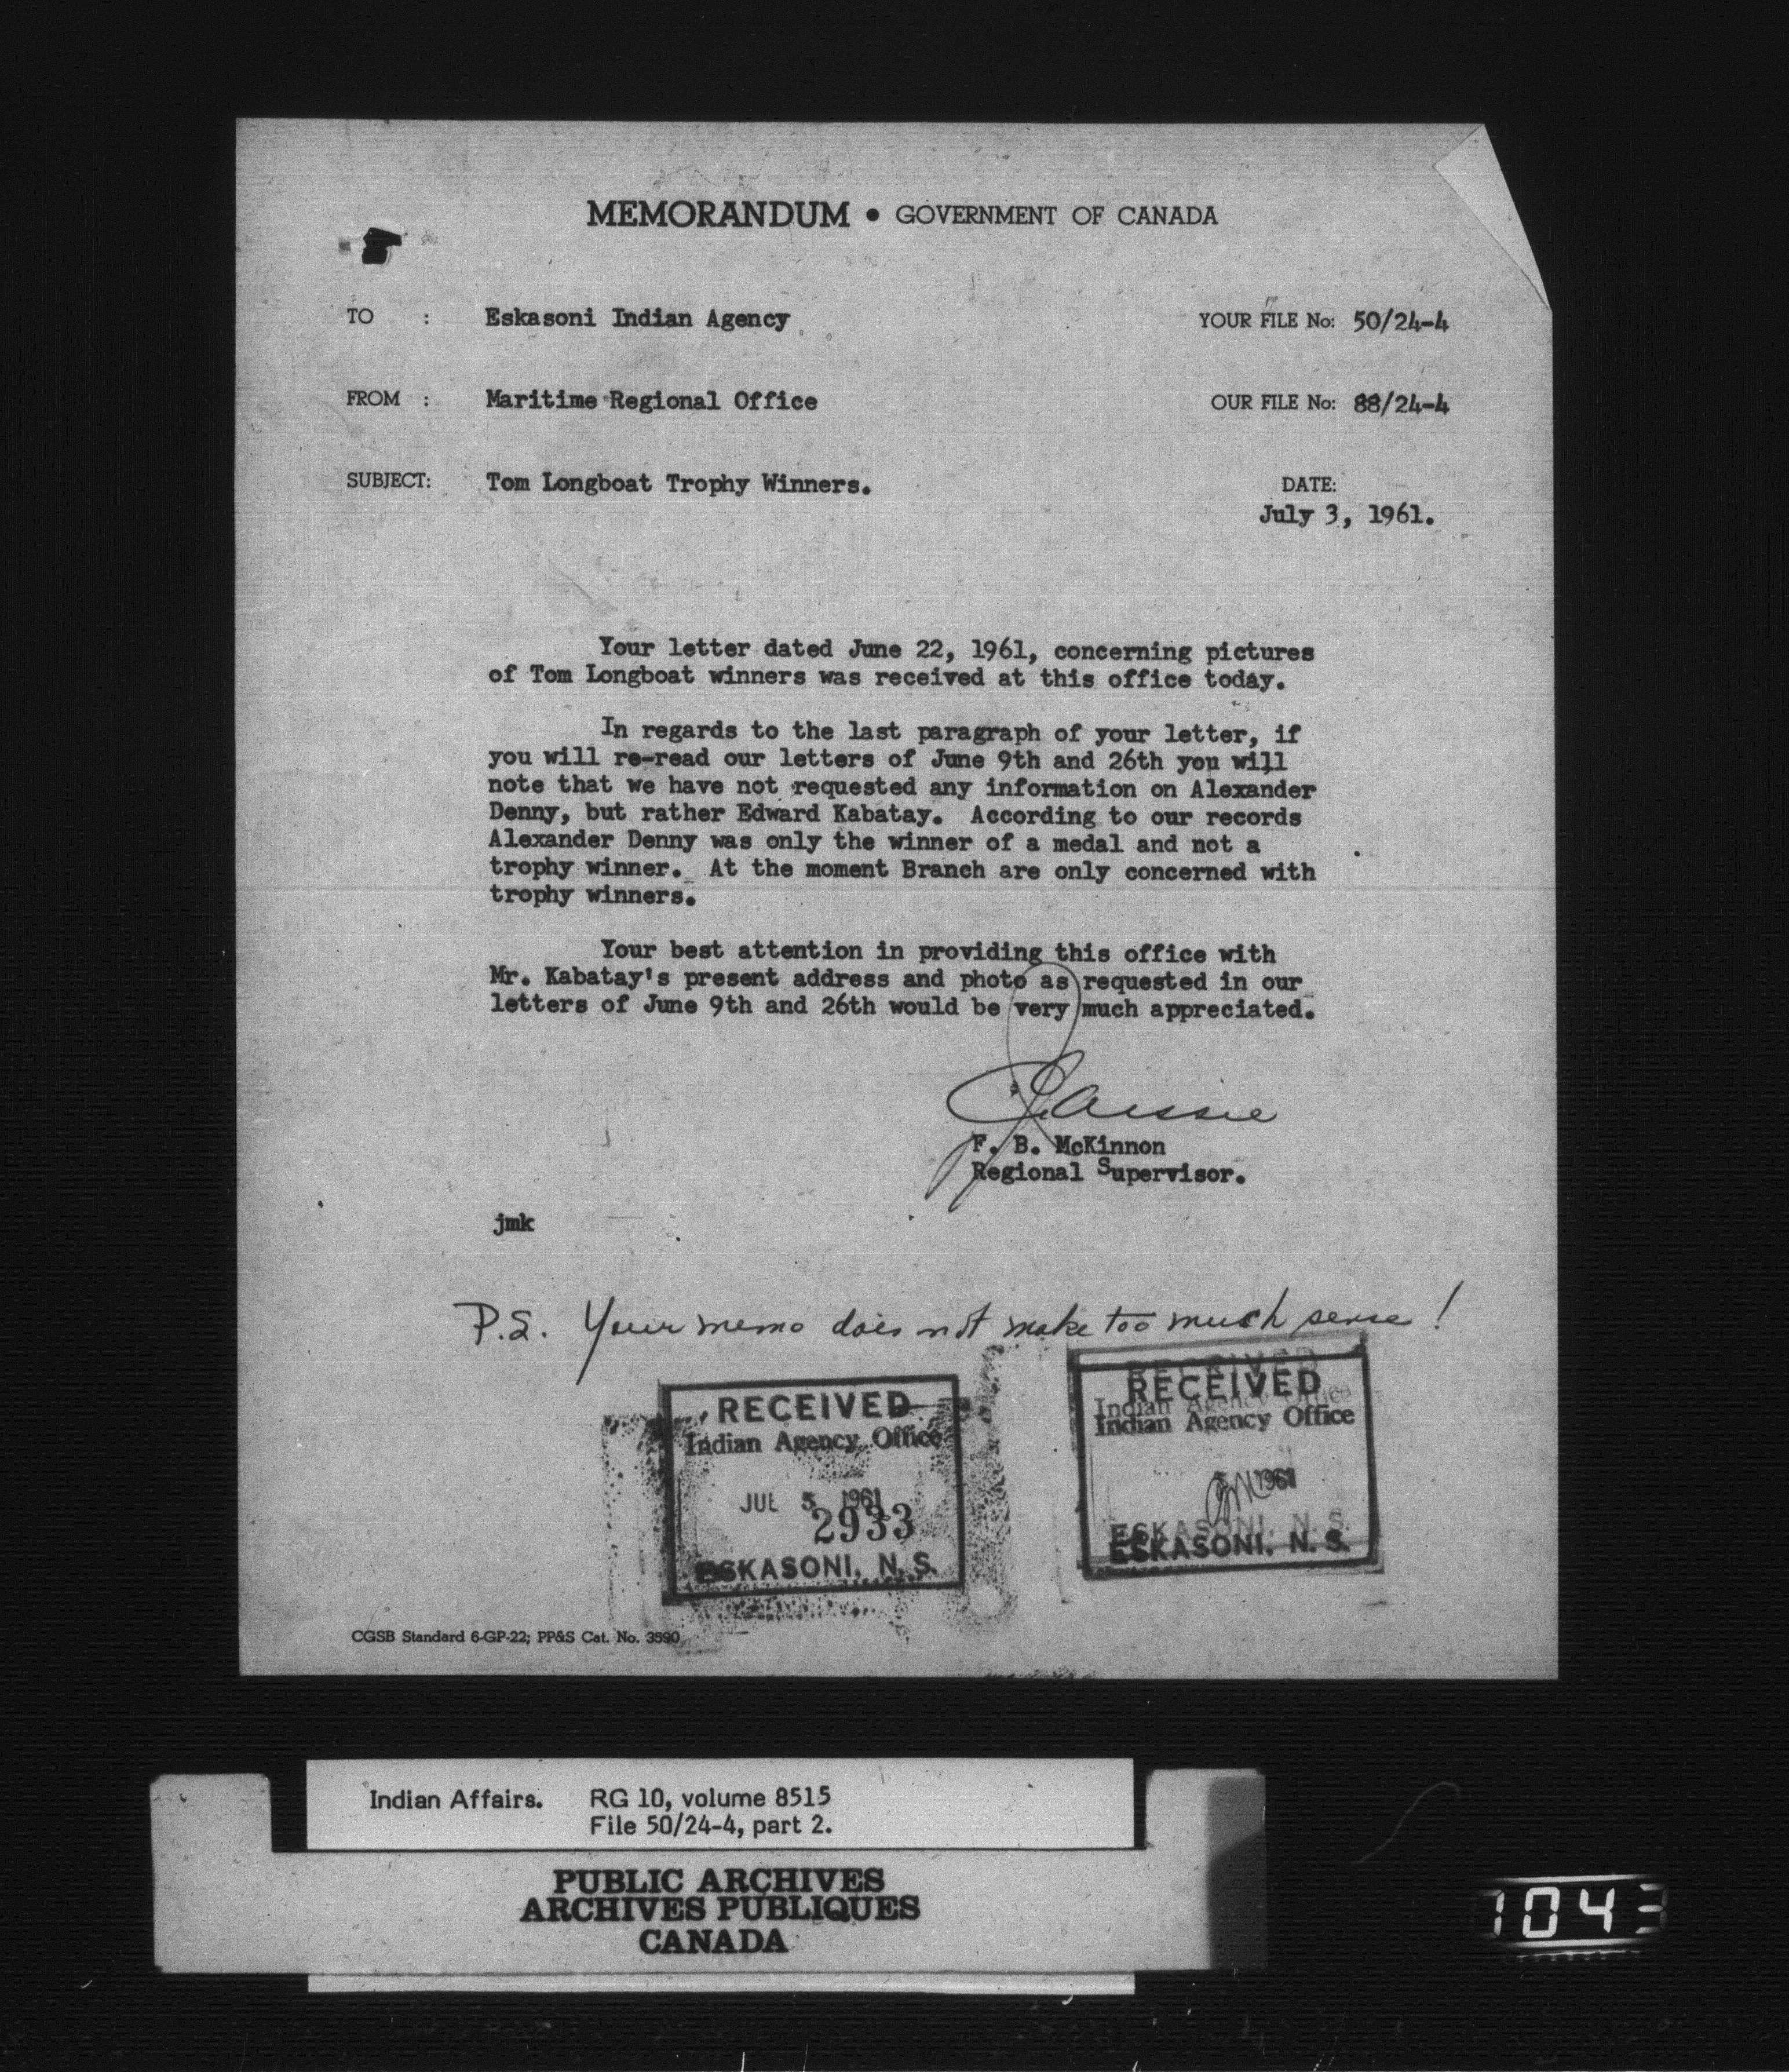 MEMORANDUM • GOVERNMENT OF CANADA
TO : Eskasoni Indian Agency YOUR FILE No: 50/24-4
FROM : Maritime Regional Office OUR FILE No: 88/24-4
SUBJECT: Tom Longboat Trophy Winners. DATE:
July 3, 1961.
Your letter dated June 22, 1961, concerning pictures
of Tom Longboat winners was received at this office today.
In regards to the last paragraph of your letter, if
you will re-read our letters of June 9th and 26th you will
note that we have not requested any information on Alexander
Denny, but rather Edward Kabatay. According to our records
Alexander Denny was only the winner of a medal and not a
trophy winner. At the moment Branch are only concerned with
trophy winners.
Your best attention in providing this office with
Mr. Kabatay's present address and photo as requested in our
letters of June 9th and 26th would be very much appreciated.
F. B. McKinnon
Regional Supervisor.
jmk
P.S. Your memo does not make too much sense!
RECEIVED
Indian Agency Office
JUL 5 1961
2933
ESKASONI, N. S.
RECEIVED
Indian Agency Office
1961
ESKASONI, N. S.
CGSB Standard 6-GP-22; PP&S Cat. No. 3590
Indian Affairs. RG 10, volume 8515
File 50/24-4, part 2.
PUBLIC ARCHIVES
ARCHIVES PUBLIQUES
CANADA
1043